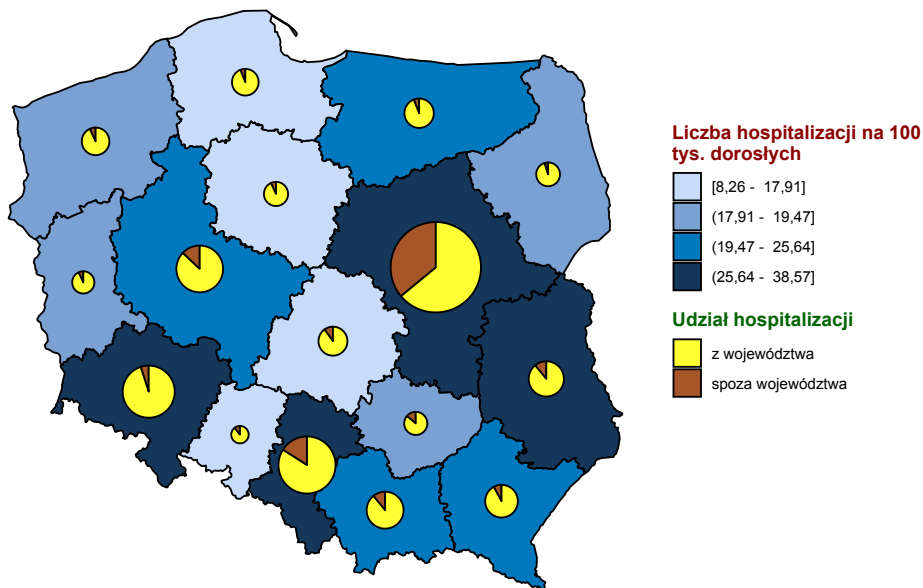 Liczba hospitalizacji na 100
tys. dorosłych
[8,26 - 17,91]
(17,91 - 19,47]
(19,47 - 25,64]
(25,64 - 38,57]
Udział hospitalizacji
z województwa
spoza województwa